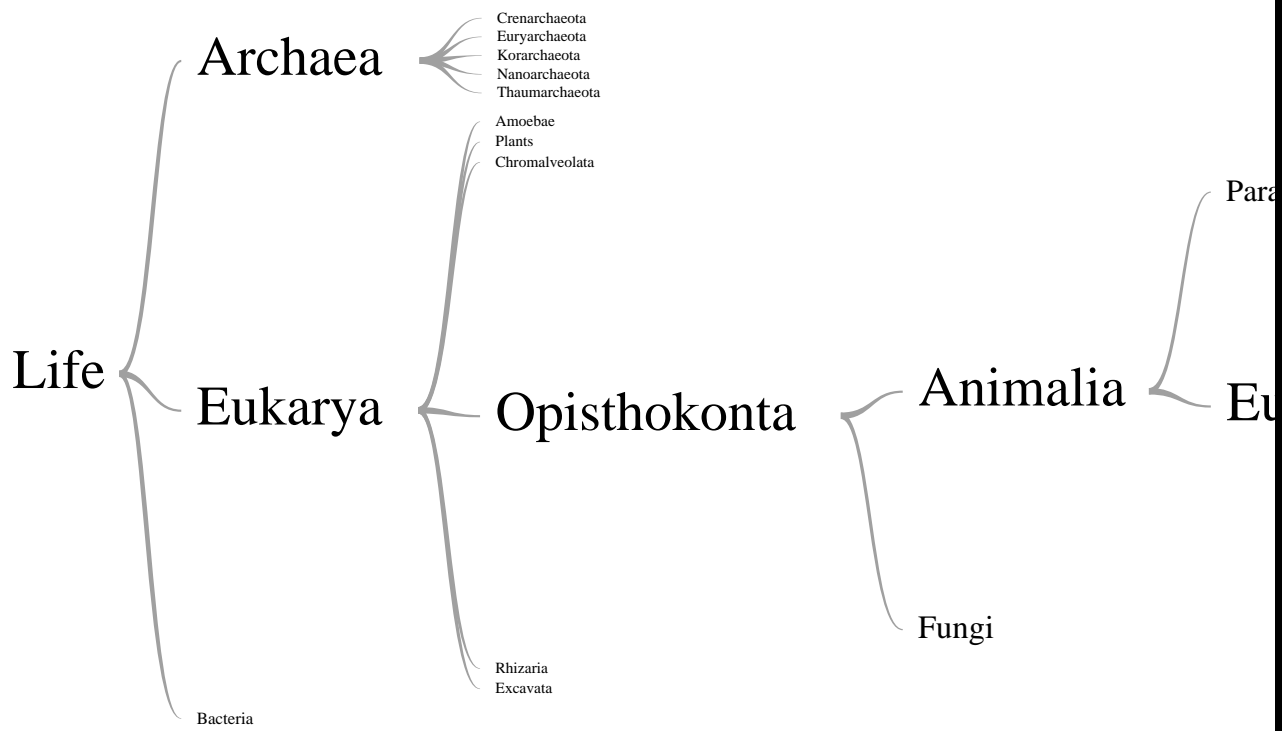 Life
Archaea
Crenarchaeota
Euryarchaeota
Korarchaeota
Nanoarchaeota
Thaumarchaeota
Eukarya
Amoebae
Plants
Chromalveolata
Opisthokonta
Animalia
Para
Eu
Fungi
Rhizaria
Excavata
Bacteria